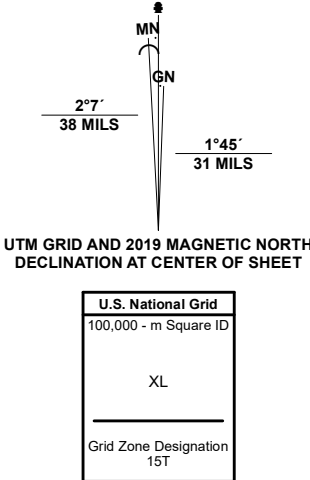 MN
GN
2°7´
38 MILS
1°45´
31 MILS
UTM GRID AND 2019 MAGNETIC NORTH
DECLINATION AT CENTER OF SHEET
U.S. National Grid
100,000 - m Square ID
XL
Grid Zone Designation
15T